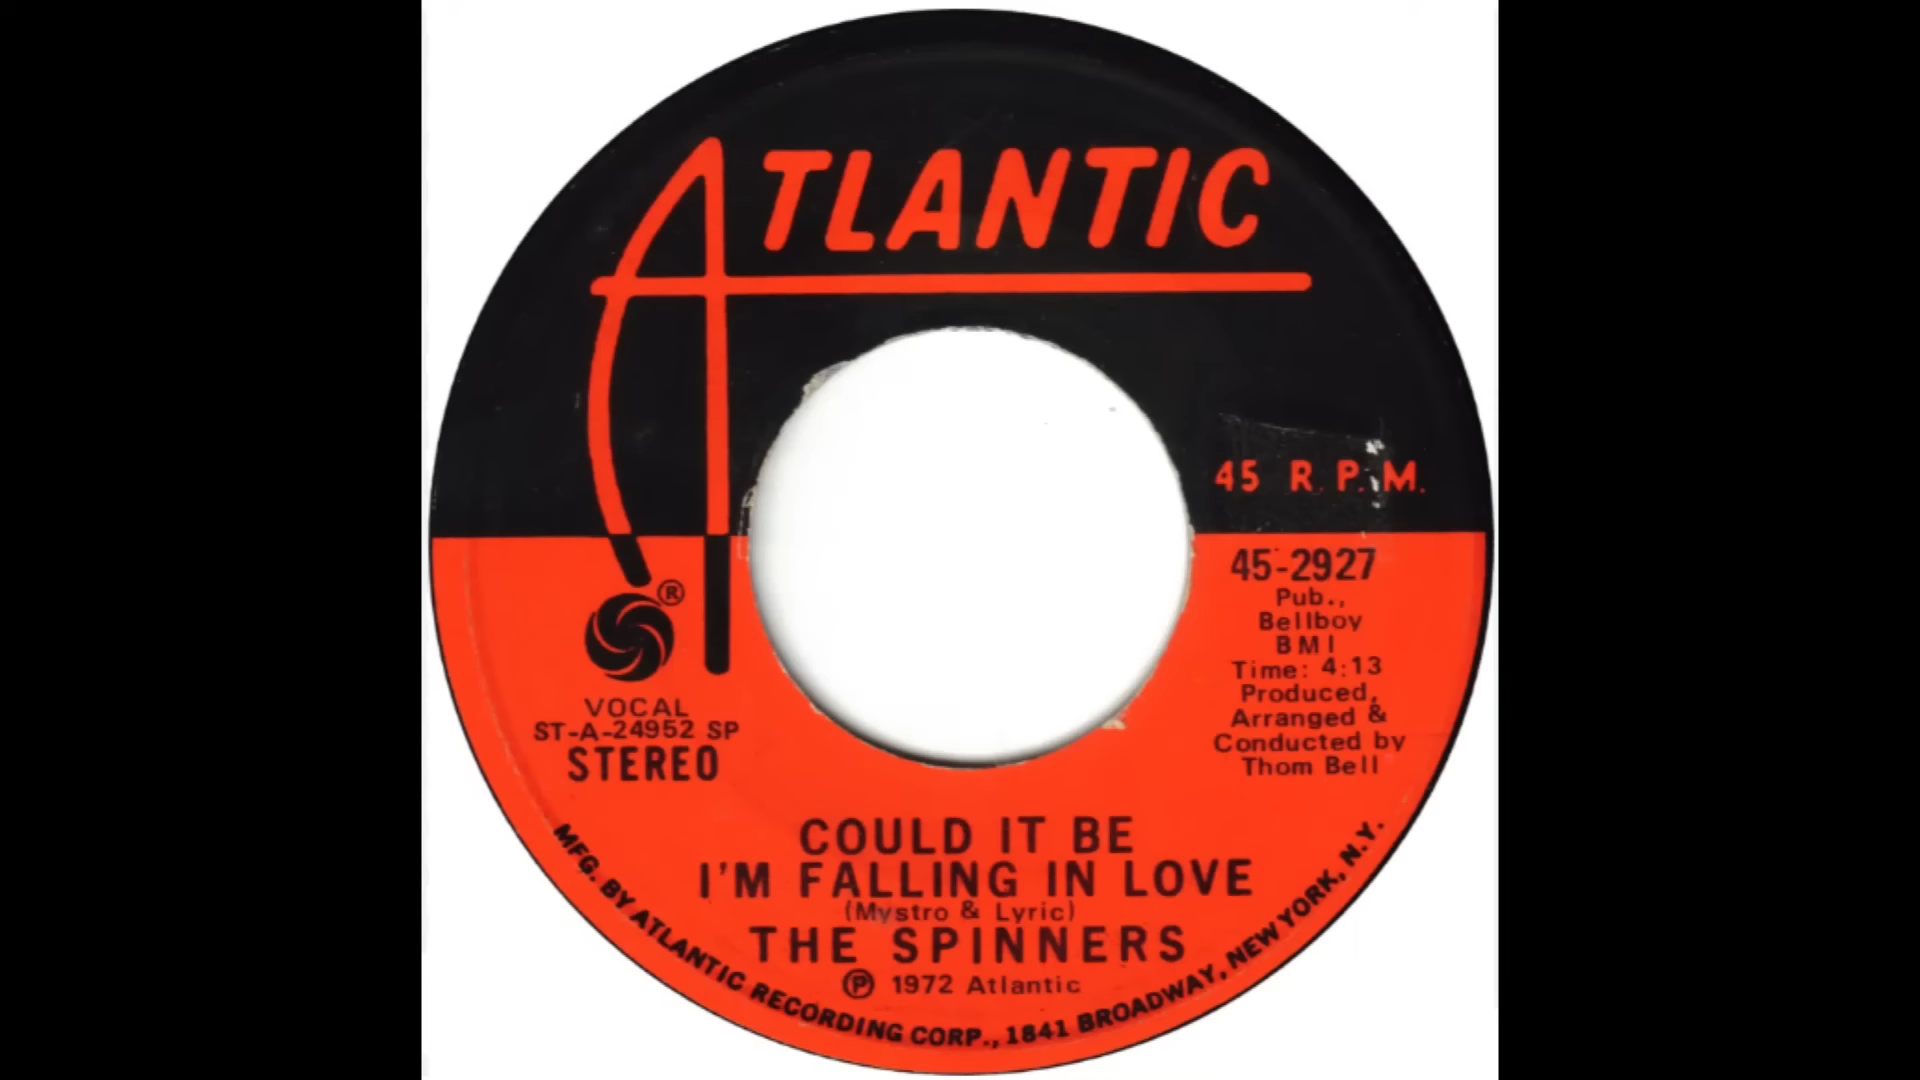 ATLANTIC
45 R.P.M.
45-2927
Pub.,
Bellboy
BMI
Time: 4:13
Produced,
Arranged &
Conducted by
Thom Bell
®
VOCAL
ST-A-24952 SP
STEREO
COULD IT BE
I'M FALLING IN LOVE
(Mystro & Lyric)
THE SPINNERS
℗ 1972 Atlantic
MFG. BY ATLANTIC RECORDING CORP., 1841 BROADWAY, NEW YORK, N.Y.